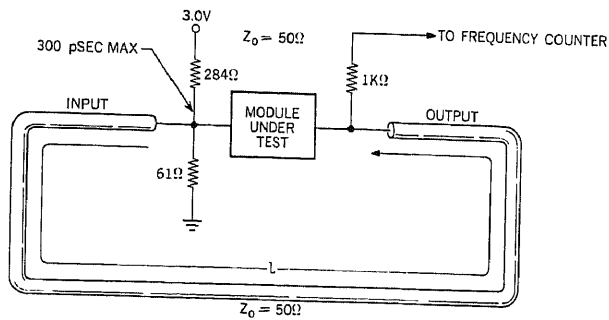 3.0V
Z₀ = 50Ω
TO FREQUENCY COUNTER
300 pSEC MAX
284Ω
1KΩ
INPUT
MODULE
UNDER
TEST
OUTPUT
61Ω
l
Z₀ = 50Ω